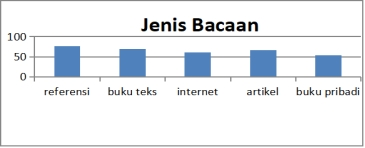 Jenis Bacaan
100
50
0
referensi buku teks internet artikel buku pribadi